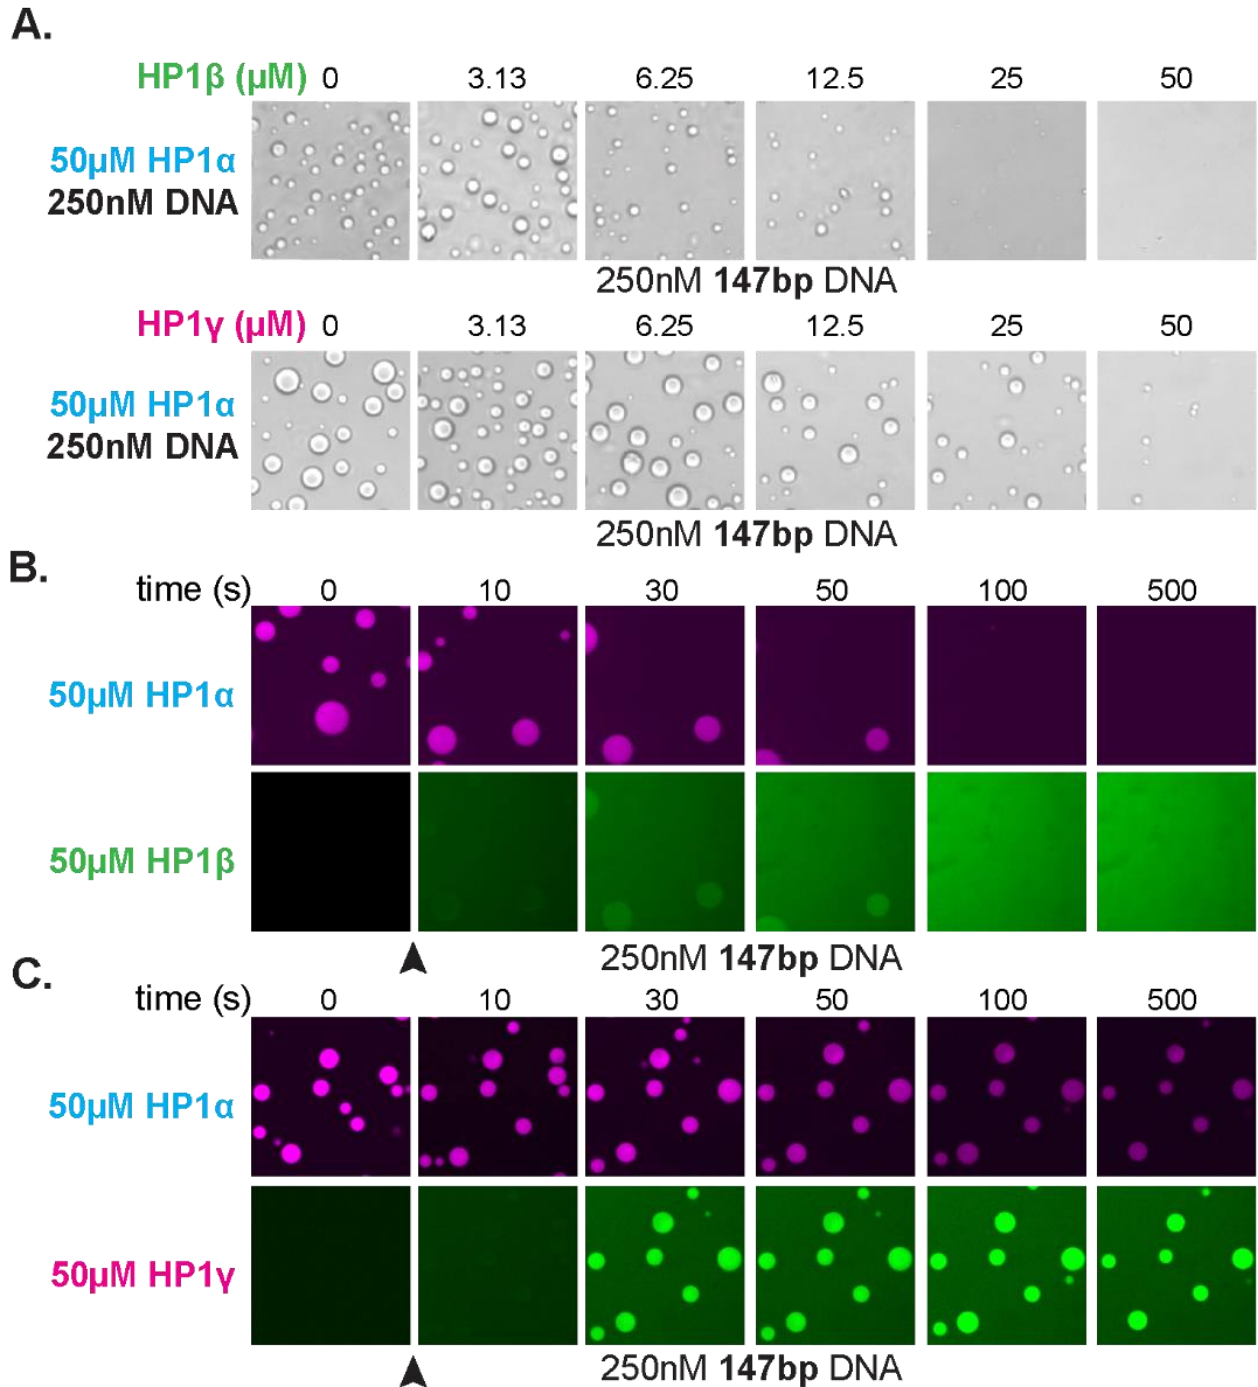 A.
HP1β (µM) 0 3.13 6.25 12.5 25 50
50µM HP1α
250nM DNA
250nM 147bp DNA
HP1γ (µM) 0 3.13 6.25 12.5 25 50
50µM HP1α
250nM DNA
250nM 147bp DNA
B.
time (s) 0 10 30 50 100 500
50µM HP1α
50µM HP1β
250nM 147bp DNA
C.
time (s) 0 10 30 50 100 500
50µM HP1α
50µM HP1γ
250nM 147bp DNA